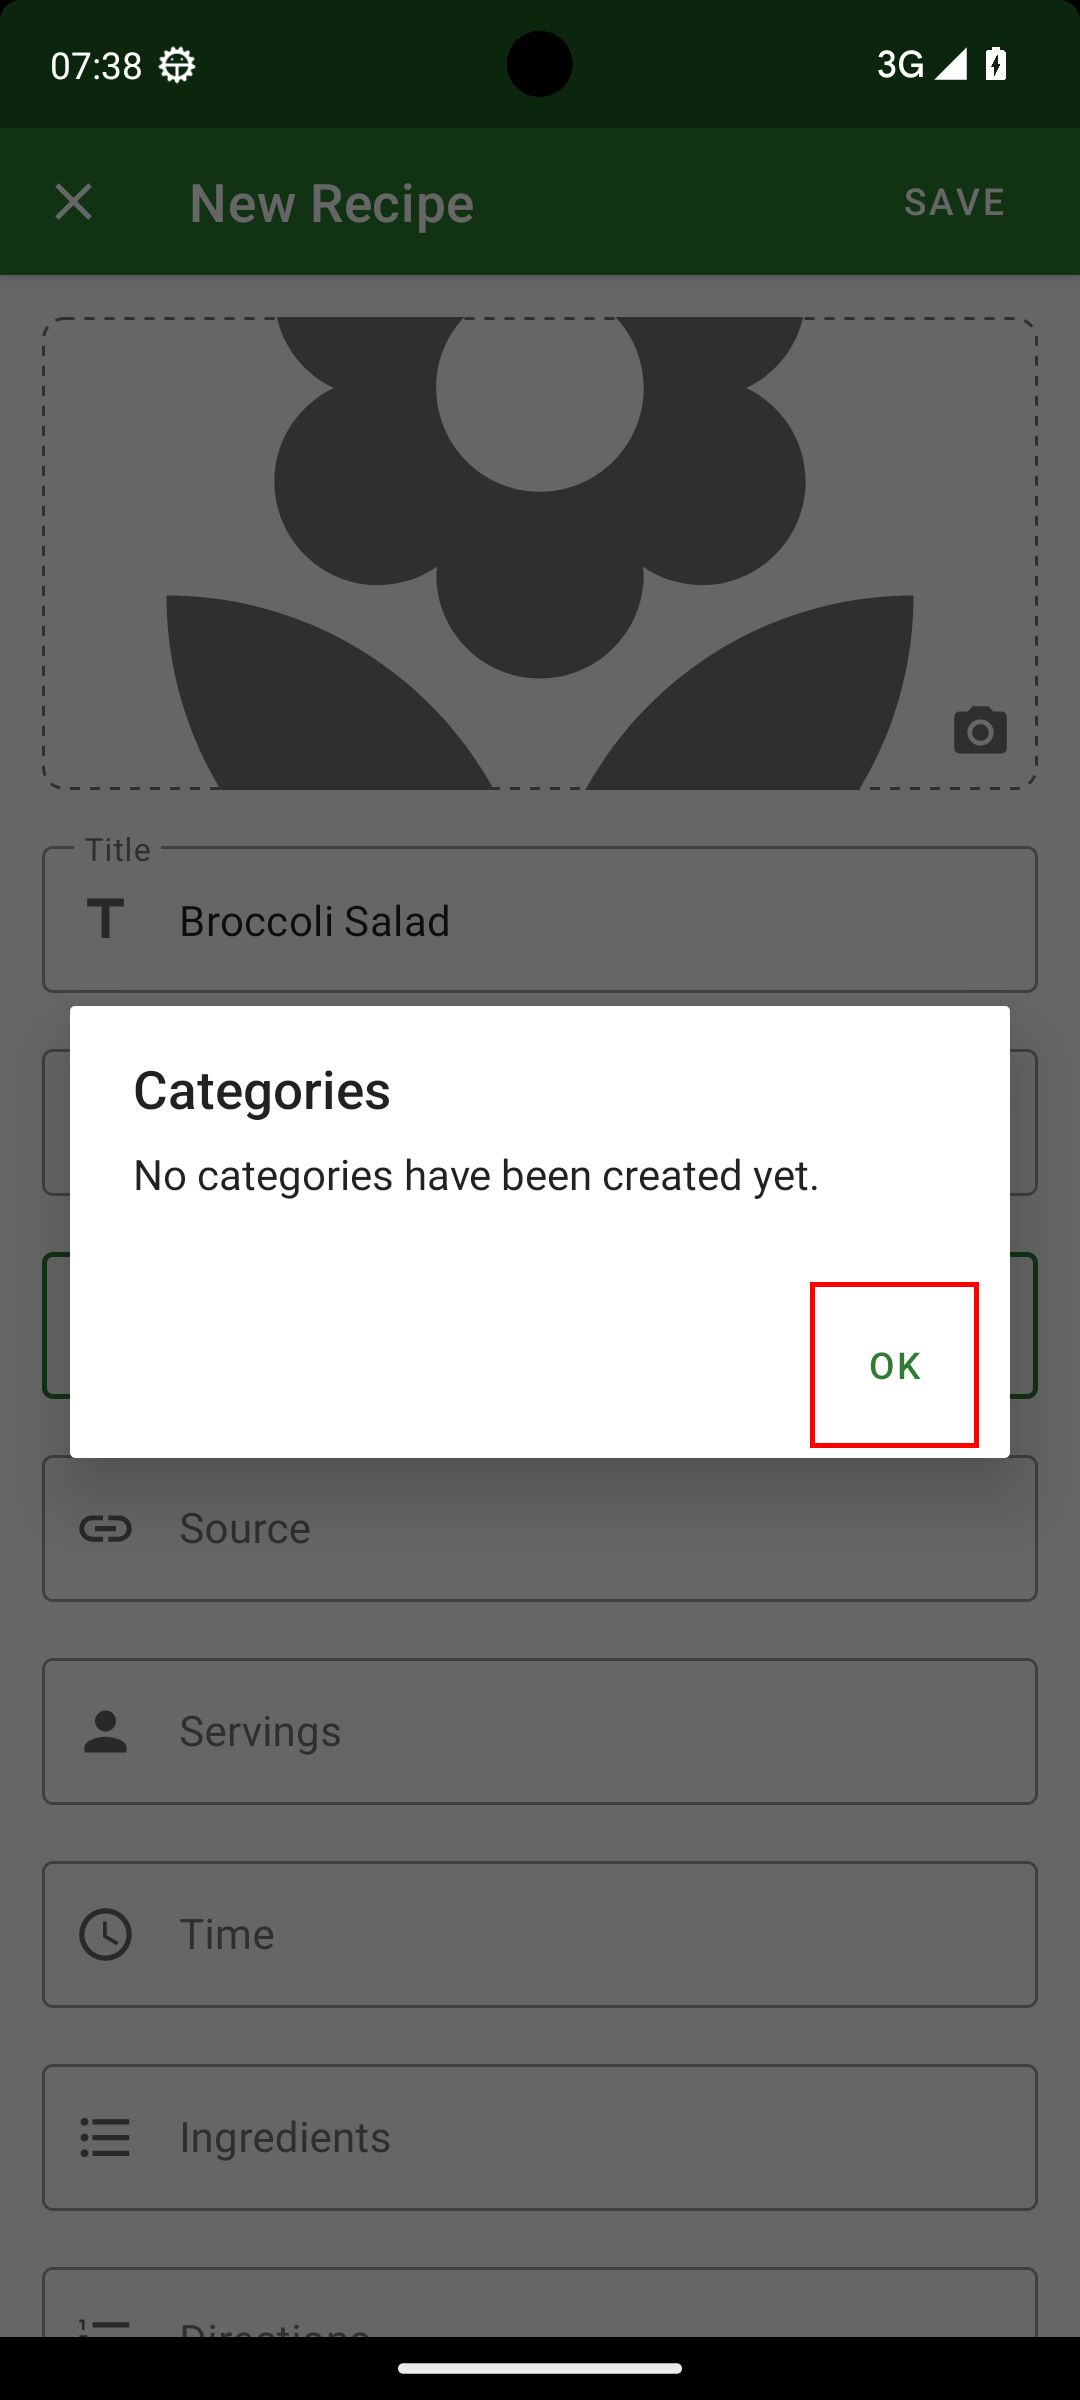 07:38
3G
New Recipe
SAVE
Title
Broccoli Salad
Categories
No categories have been created yet.
OK
Source
Servings
Time
Ingredients
Directions